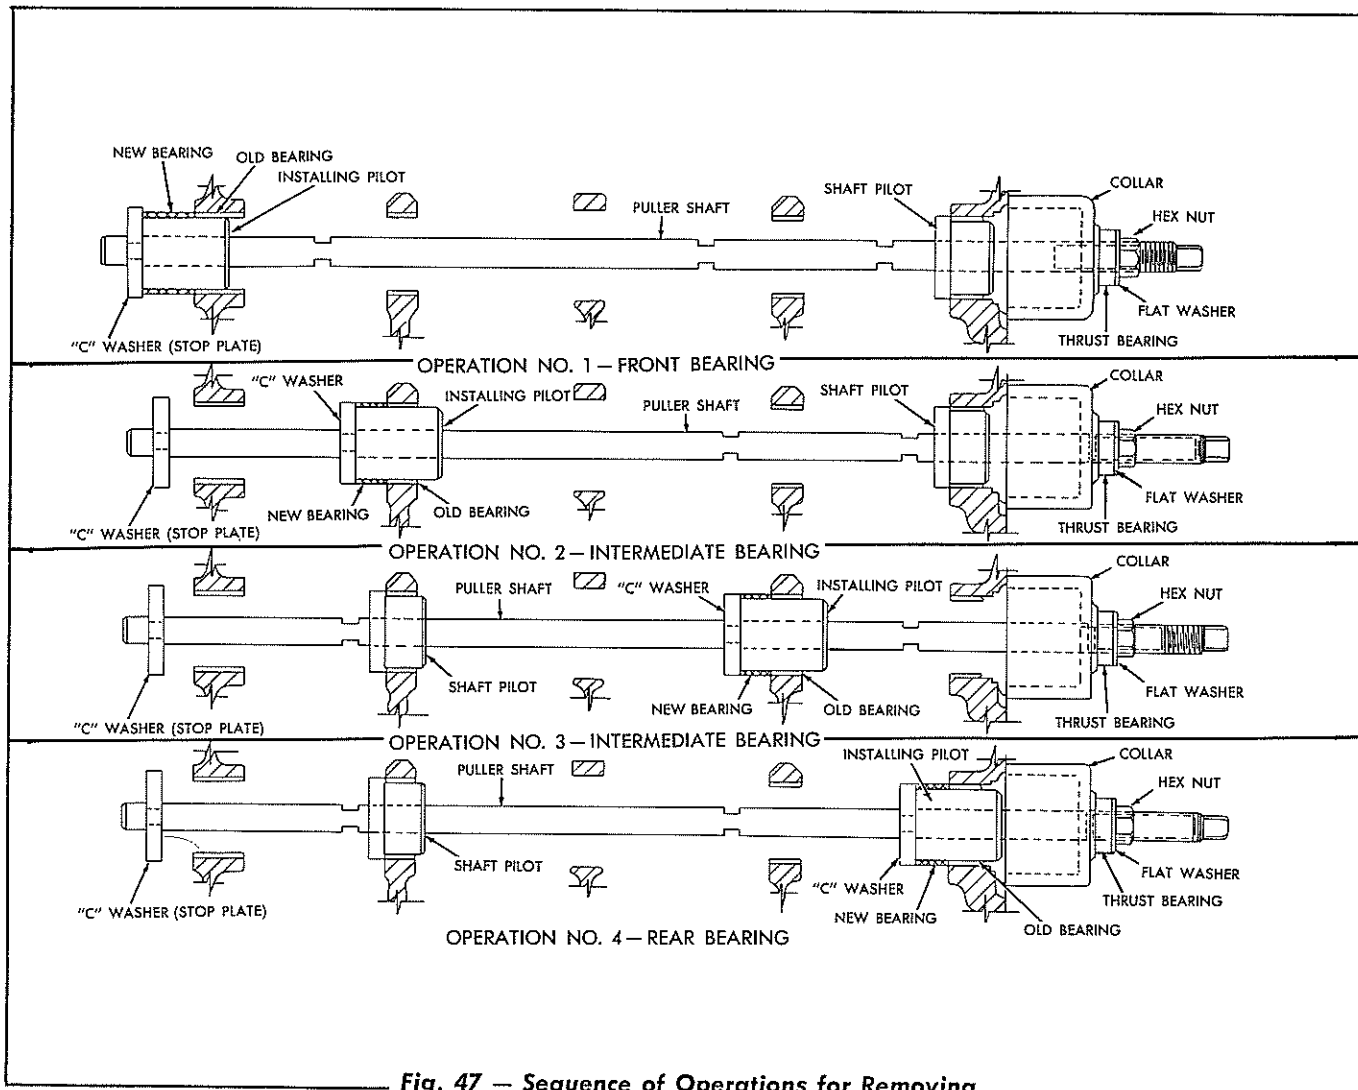 NEW BEARING
OLD BEARING
INSTALLING PILOT
PULLER SHAFT
SHAFT PILOT
COLLAR
HEX NUT
FLAT WASHER
THRUST BEARING
"C" WASHER (STOP PLATE)
OPERATION NO. 1 — FRONT BEARING
"C" WASHER
INSTALLING PILOT
PULLER SHAFT
SHAFT PILOT
COLLAR
HEX NUT
FLAT WASHER
THRUST BEARING
"C" WASHER (STOP PLATE)
NEW BEARING
OLD BEARING
OPERATION NO. 2 — INTERMEDIATE BEARING
PULLER SHAFT
"C" WASHER
INSTALLING PILOT
COLLAR
HEX NUT
FLAT WASHER
THRUST BEARING
SHAFT PILOT
NEW BEARING
OLD BEARING
"C" WASHER (STOP PLATE)
OPERATION NO. 3 — INTERMEDIATE BEARING
PULLER SHAFT
INSTALLING PILOT
COLLAR
HEX NUT
FLAT WASHER
THRUST BEARING
SHAFT PILOT
"C" WASHER
NEW BEARING
OLD BEARING
"C" WASHER (STOP PLATE)
OPERATION NO. 4 — REAR BEARING
Fig. 47 — Sequence of Operations for Removing